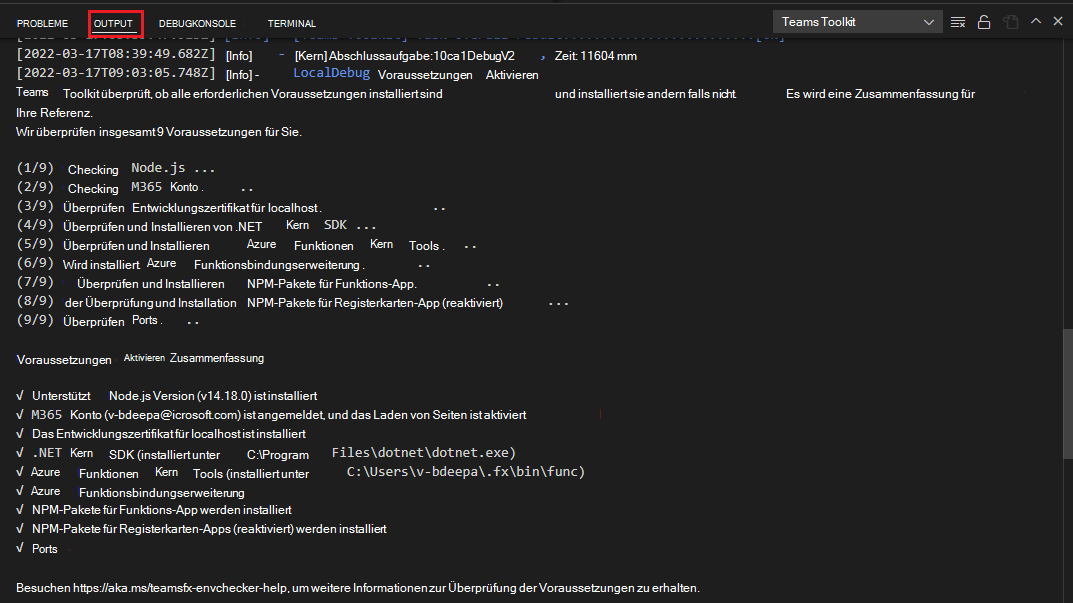 PROBLEME OUTPUT DEBUGKONSOLE TERMINAL Teams Toolkit
[2022-03-17T08:39:49.682Z] [Info] - [Kern] Abschlussaufgabe:10ca1DebugV2 , Zeit: 11604 mm
[2022-03-17T09:03:05.748Z] [Info] - LocalDebug Voraussetzungen Aktivieren
Teams Toolkit überprüft, ob alle erforderlichen Voraussetzungen installiert sind und installiert sie andern falls nicht. Es wird eine Zusammenfassung für
Ihre Referenz.
Wir überprüfen insgesamt 9 Voraussetzungen für Sie.
(1/9) Checking Node.js ...
(2/9) Checking M365 Konto . ..
(3/9) Überprüfen Entwicklungszertifikat für localhost . ..
(4/9) Überprüfen und Installieren von .NET Kern SDK ...
(5/9) Überprüfen und Installieren Azure Funktionen Kern Tools . ..
(6/9) Wird installiert. Azure Funktionsbindungserweiterung . ..
(7/9) Überprüfen und Installieren NPM-Pakete für Funktions-App. ..
(8/9) der Überprüfung und Installation NPM-Pakete für Registerkarten-App (reaktiviert) ...
(9/9) Überprüfen Ports . ..
Voraussetzungen Aktivieren Zusammenfassung
√ Unterstützt Node.js Version (v14.18.0) ist installiert
√ M365 Konto (v-bdeepa@icrosoft.com) ist angemeldet, und das Laden von Seiten ist aktiviert
√ Das Entwicklungszertifikat für localhost ist installiert
√ .NET Kern SDK (installiert unter C:\Program Files\dotnet\dotnet.exe)
√ Azure Funktionen Kern Tools (installiert unter C:\Users\v-bdeepa\.fx\bin\func)
√ Azure Funktionsbindungserweiterung
√ NPM-Pakete für Funktions-App werden installiert
√ NPM-Pakete für Registerkarten-Apps (reaktiviert) werden installiert
√ Ports
Besuchen https://aka.ms/teamsfx-envchecker-help, um weitere Informationen zur Überprüfung der Voraussetzungen zu erhalten.